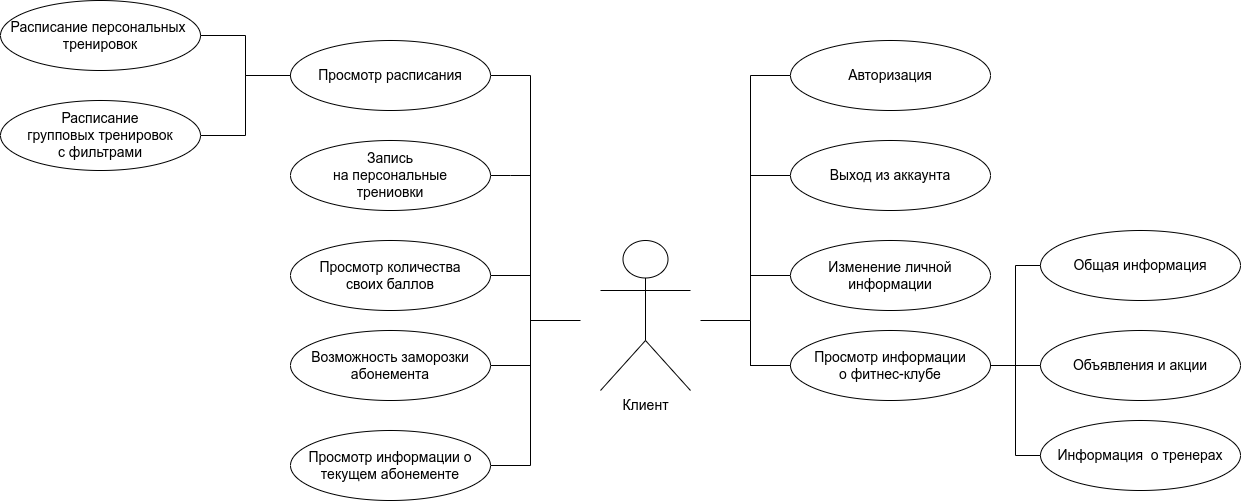 Расписание персональных
тренировок
Расписание
групповых тренировок
с фильтрами
Просмотр расписания
Запись
на персональные
трениовки
Просмотр количества
своих баллов
Возможность заморозки
абонемента
Просмотр информации о
текущем абонементе
Клиент
Авторизация
Выход из аккаунта
Изменение личной
информации
Просмотр информации
о фитнес-клубе
Общая информация
Объявления и акции
Информация о тренерах